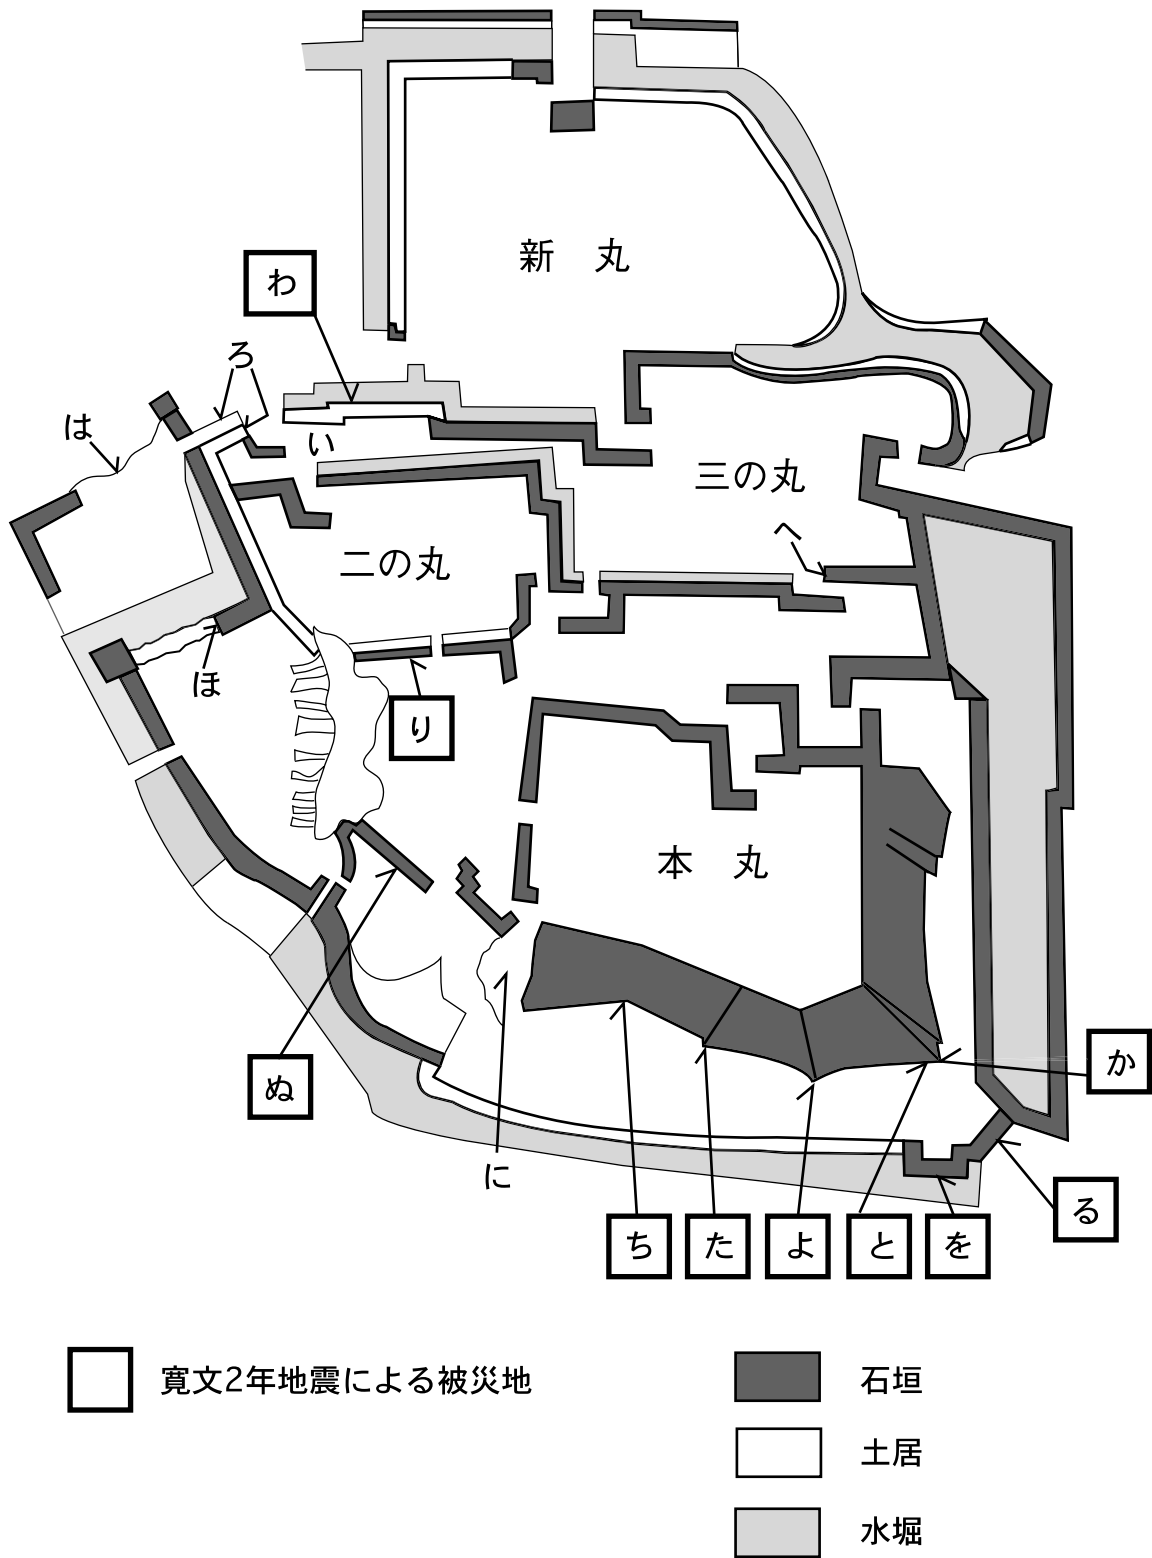 新 丸
わ
ろ
は
い
三の丸
へ
二の丸
ほ
り
本 丸
か
ぬ
に
る
ち
た
よ
と
を
寛文2年地震による被災地
石垣
土居
水堀